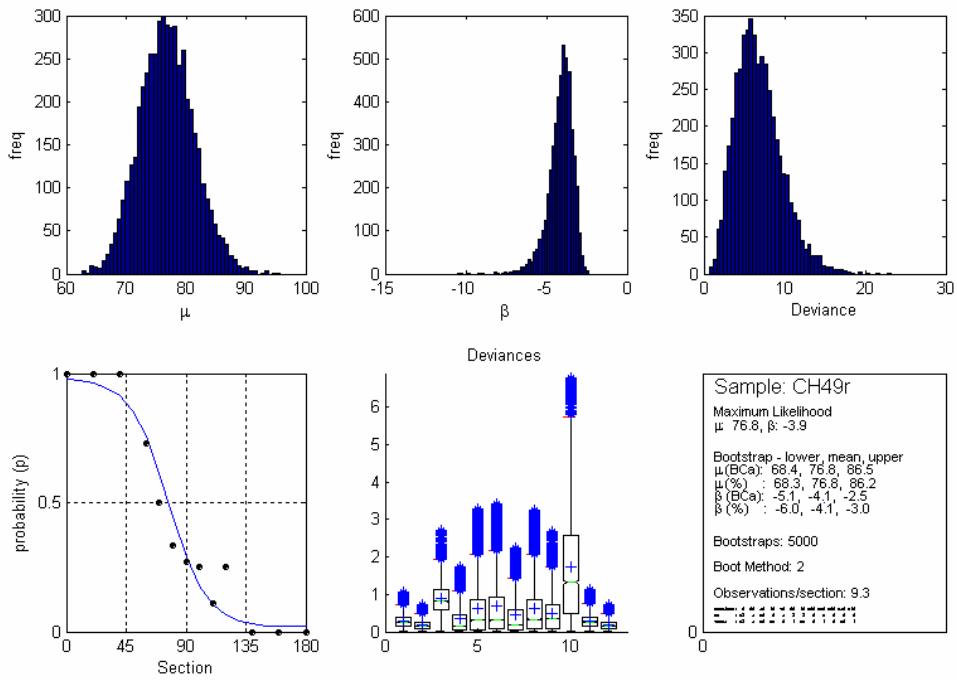 300
250
200
150
100
50
0
freq
60 70 80 90 100
μ
600
500
400
300
200
100
0
freq
-15 -10 -5 0
β
350
300
250
200
150
100
50
0
freq
0 10 20 30
Deviance
1
0.5
0
probability (p)
0 45 90 135 180
Section
Deviances
6
5
4
3
2
1
0
0 5 10
Sample: CH49r
Maximum Likelihood
μ: 76.8, β: -3.9
Bootstrap - lower, mean, upper
μ(BCa): 68.4, 76.8, 86.5
μ(%) : 68.3, 76.8, 86.2
β (BCa): -5.1, -4.1, -2.5
β (%) : -6.0, -4.1, -3.0
Bootstraps: 5000
Boot Method: 2
Observations/section: 9.3
0
0